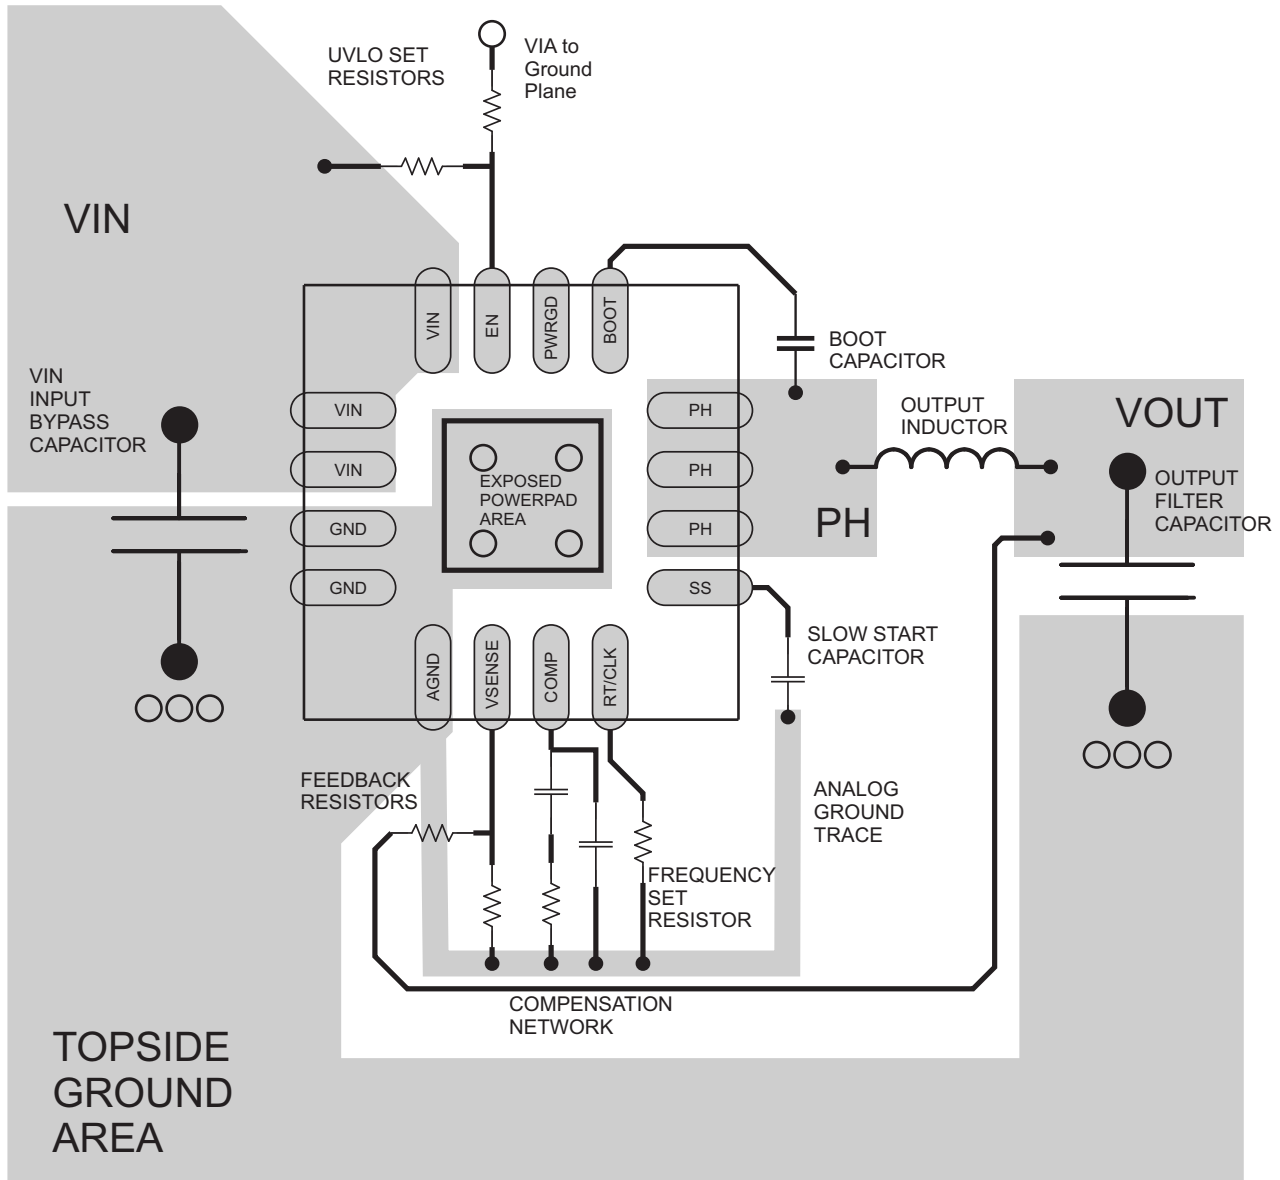 UVLO SET
RESISTORS
VIA to
Ground
Plane
VIN
VIN
EN
PWRGD
BOOT
BOOT
CAPACITOR
VIN
INPUT
BYPASS
CAPACITOR
VIN
VIN
GND
GND
EXPOSED
POWERPAD
AREA
PH
PH
PH
SS
PH
OUTPUT
INDUCTOR
VOUT
OUTPUT
FILTER
CAPACITOR
AGND
VSENSE
COMP
RT/CLK
SLOW START
CAPACITOR
FEEDBACK
RESISTORS
ANALOG
GROUND
TRACE
FREQUENCY
SET
RESISTOR
COMPENSATION
NETWORK
TOPSIDE
GROUND
AREA